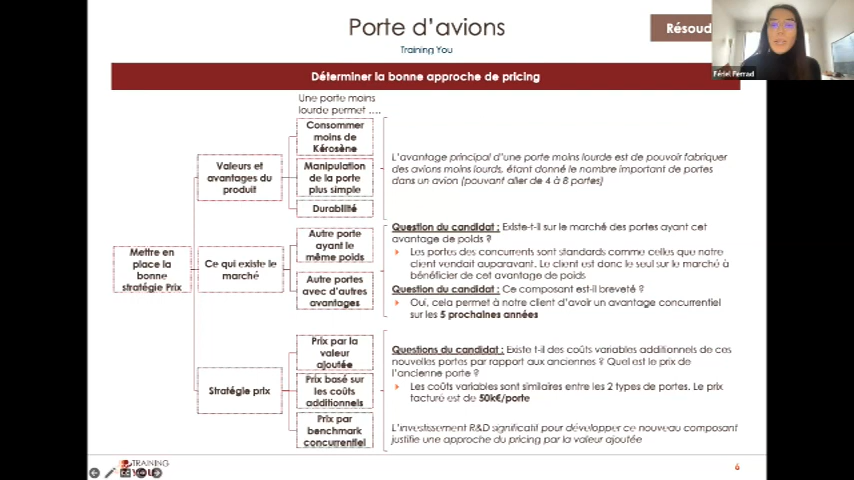 Porte d'avions
Training You
Résoud
Fériel Ferrad
Déterminer la bonne approche de pricing
Une porte moins
lourde permet ….
Consommer
moins de
Kérosène
Valeurs et
avantages du
produit
Manipulation
de la porte
plus simple
Durabilité
L'avantage principal d'une porte moins lourde est de pouvoir fabriquer
des avions moins lourds, étant donné le nombre important de portes
dans un avion (pouvant aller de 4 à 8 portes)
Mettre en
place la
bonne
stratégie Prix
Ce qui existe le
marché
Autre porte
ayant le
même poids
Autre portes
avec d'autres
avantages
Question du candidat : Existe-t-il sur le marché des portes ayant cet
avantage de poids ?
Les portes des concurrents sont standards comme celles que notre
client vendait auparavant. Le client est donc le seul sur le marché à
bénéficier de cet avantage de poids
Question du candidat : Ce composant est-il breveté ?
Oui, cela permet à notre client d'avoir un avantage concurrentiel
sur les 5 prochaines années
Stratégie prix
Prix par la
valeur
ajoutée
Prix basé sur
les coûts
additionnels
Prix par
benchmark
concurrentiel
Questions du candidat : Existe t-il des coûts variables additionnels de ces
nouvelles portes par rapport aux anciennes ? Quel est le prix de
l'ancienne porte ?
Les coûts variables sont similaires entre les 2 types de portes. Le prix
facturé est de 50k€/porte
L'investissement R&D significatif pour développer ce nouveau composant
justifie une approche du pricing par la valeur ajoutée
TRAINING
YOU
6